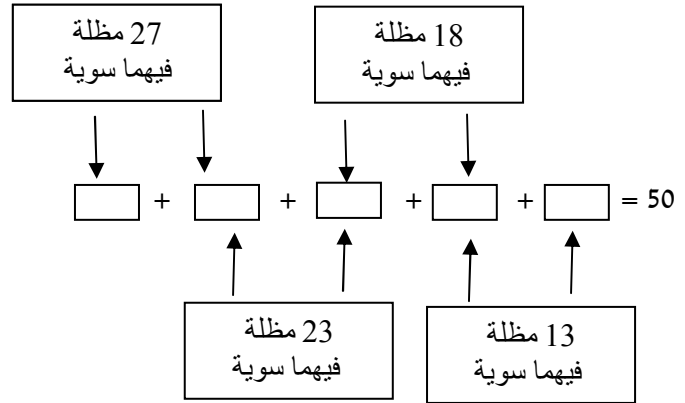 27 مظلة
فيهما سوية
18 مظلة
فيهما سوية
+ + + + = 50
23 مظلة
فيهما سوية
13 مظلة
فيهما سوية